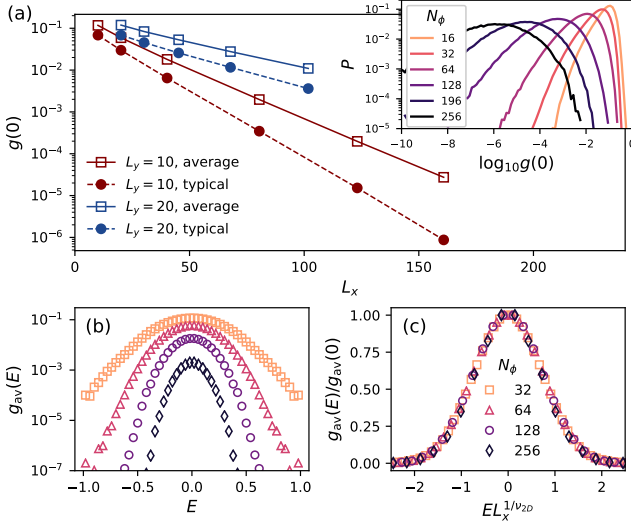 (a)
g(0)
10⁻¹
10⁻²
10⁻³
10⁻⁴
10⁻⁵
10⁻⁶
L_y = 10, average
L_y = 10, typical
L_y = 20, average
L_y = 20, typical
0 50 100 150 200
L_x
P
10⁰
10⁻¹
10⁻²
10⁻³
10⁻⁴
10⁻⁵
N_ϕ
16
32
64
128
196
256
−10 −8 −6 −4 −2 0
log₁₀g(0)
(b)
g_av(E)
10⁻¹
10⁻³
10⁻⁵
10⁻⁷
−1.0 −0.5 0.0 0.5 1.0
E
(c)
g_av(E)/g_av(0)
1.00
0.75
0.50
0.25
0.00
N_ϕ
32
64
128
256
−2 −1 0 1 2
EL_x^{1/ν_2D}